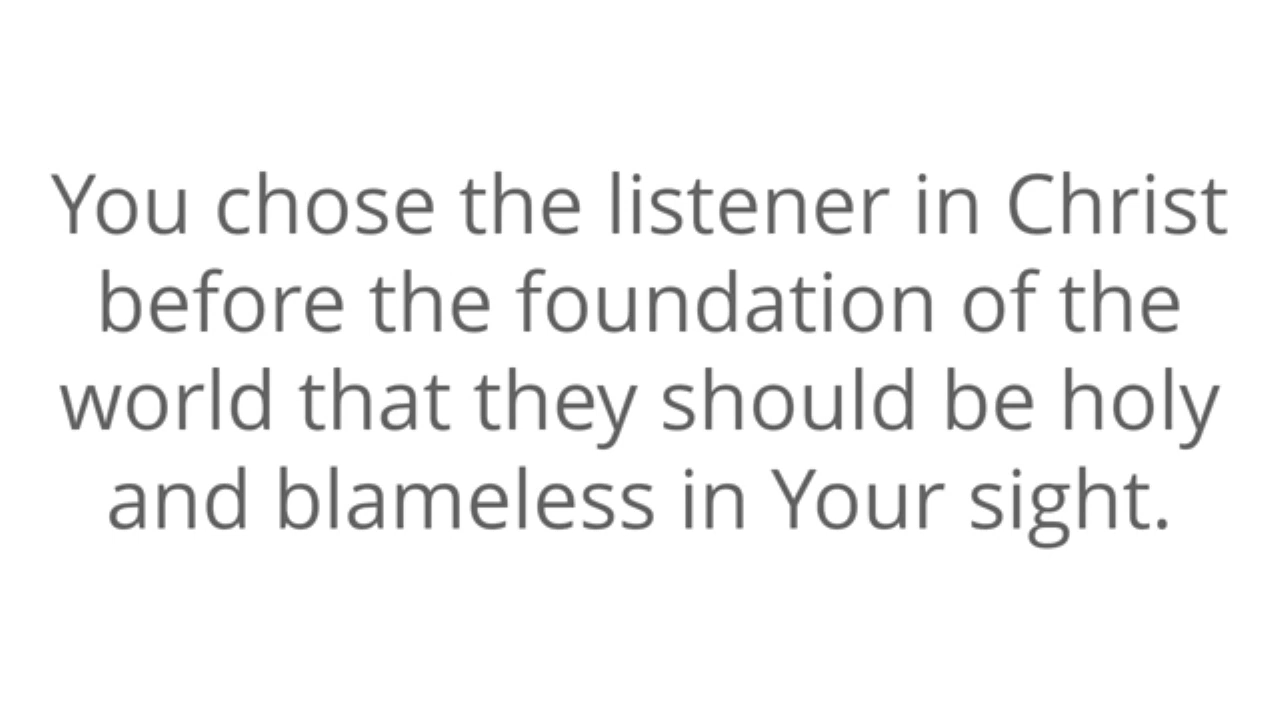 You chose the listener in Christ
before the foundation of the
world that they should be holy
and blameless in Your sight.